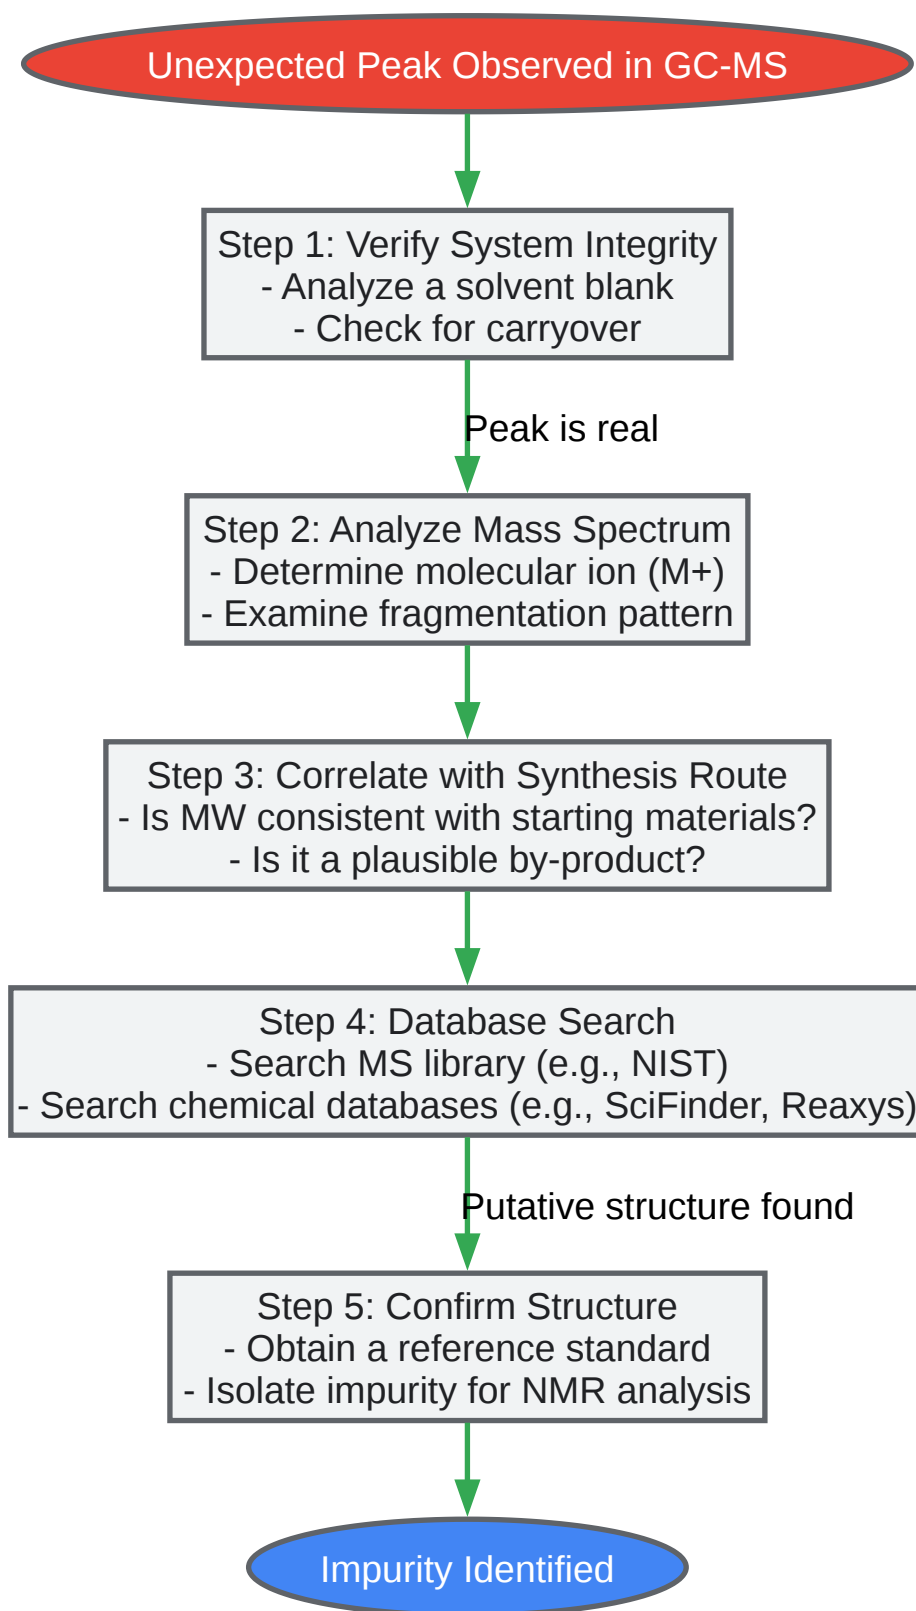 Unexpected Peak Observed in GC-MS
Step 1: Verify System Integrity
- Analyze a solvent blank
- Check for carryover
Peak is real
Step 2: Analyze Mass Spectrum
- Determine molecular ion (M+)
- Examine fragmentation pattern
Step 3: Correlate with Synthesis Route
- Is MW consistent with starting materials?
- Is it a plausible by-product?
Step 4: Database Search
- Search MS library (e.g., NIST)
- Search chemical databases (e.g., SciFinder, Reaxys)
Putative structure found
Step 5: Confirm Structure
- Obtain a reference standard
- Isolate impurity for NMR analysis
Impurity Identified